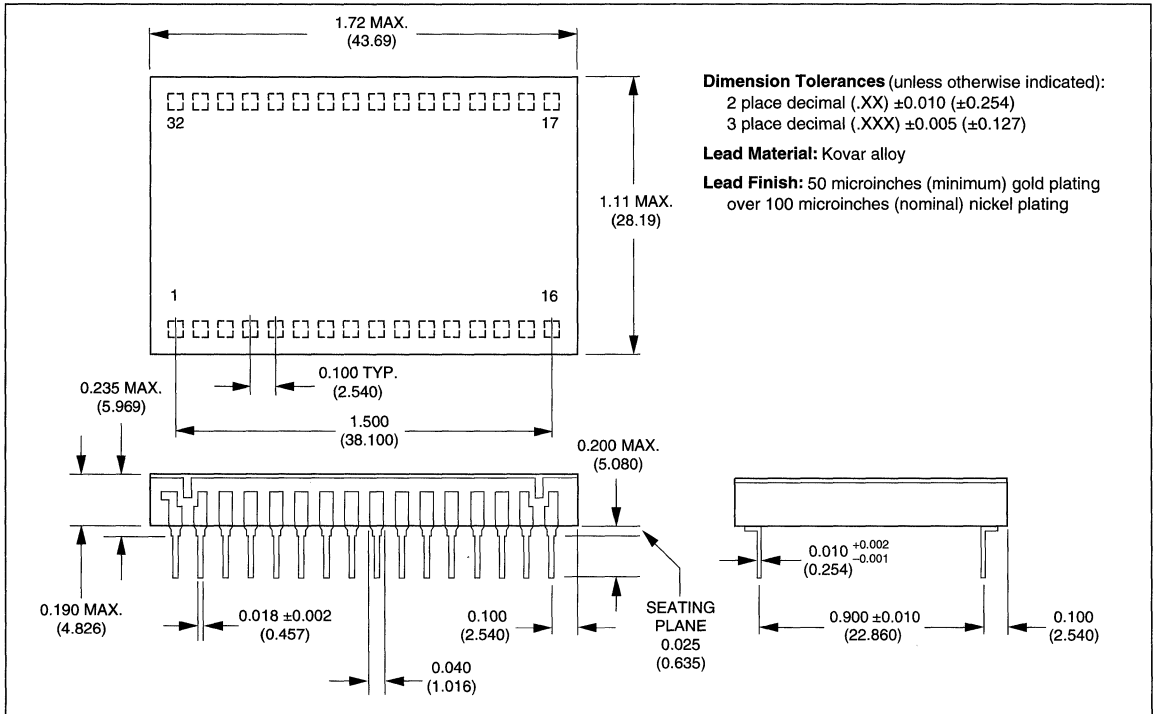 1.72 MAX.
(43.69)
Dimension Tolerances (unless otherwise indicated):
2 place decimal (.XX) ±0.010 (±0.254)
3 place decimal (.XXX) ±0.005 (±0.127)
Lead Material: Kovar alloy
Lead Finish: 50 microinches (minimum) gold plating
over 100 microinches (nominal) nickel plating
32
17
1.11 MAX.
(28.19)
1
16
0.100 TYP.
(2.540)
0.235 MAX.
(5.969)
1.500
(38.100)
0.200 MAX.
(5.080)
0.190 MAX.
(4.826)
0.018 ±0.002
(0.457)
0.040
(1.016)
0.100
(2.540)
SEATING
PLANE
0.025
(0.635)
0.010 +0.002
(0.254) –0.001
0.900 ±0.010
(22.860)
0.100
(2.540)